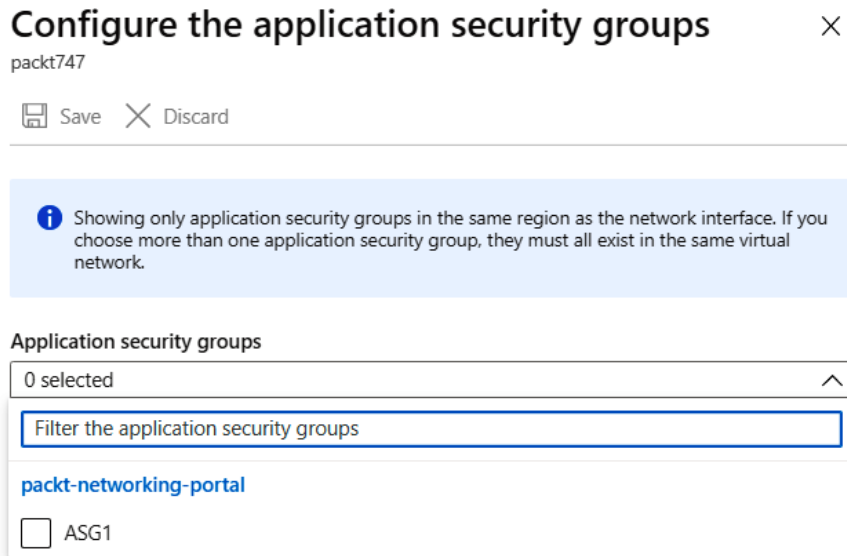 Configure the application security groups
packt747
Save Discard
Showing only application security groups in the same region as the network interface. If you
choose more than one application security group, they must all exist in the same virtual
network.
Application security groups
0 selected
Filter the application security groups
packt-networking-portal
ASG1